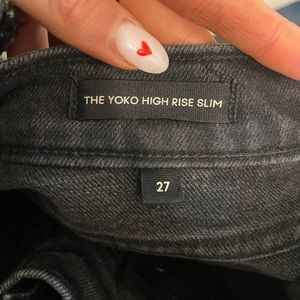 THE YOKO HIGH RISE SLIM
27